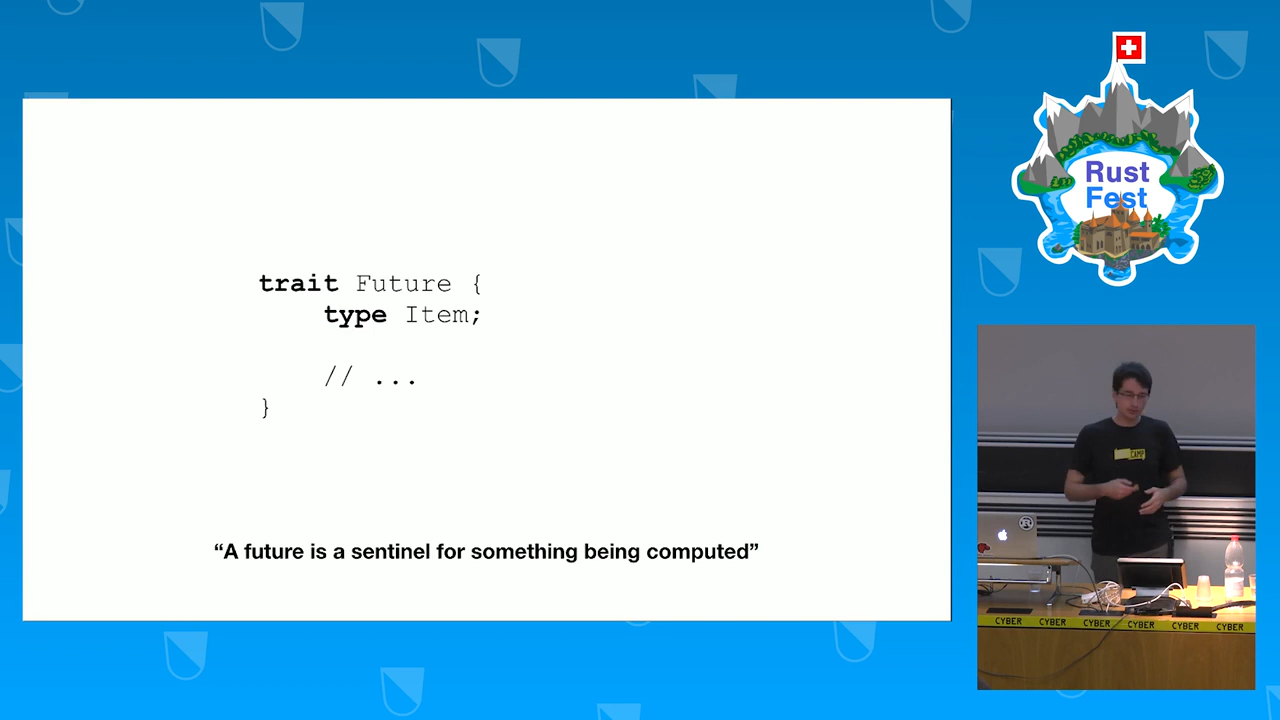 trait Future {
type Item;
// ...
}
“A future is a sentinel for something being computed”
Rust
Fest
CAMP
CYBER CYBER CYBER CYBER CYBER CYBER